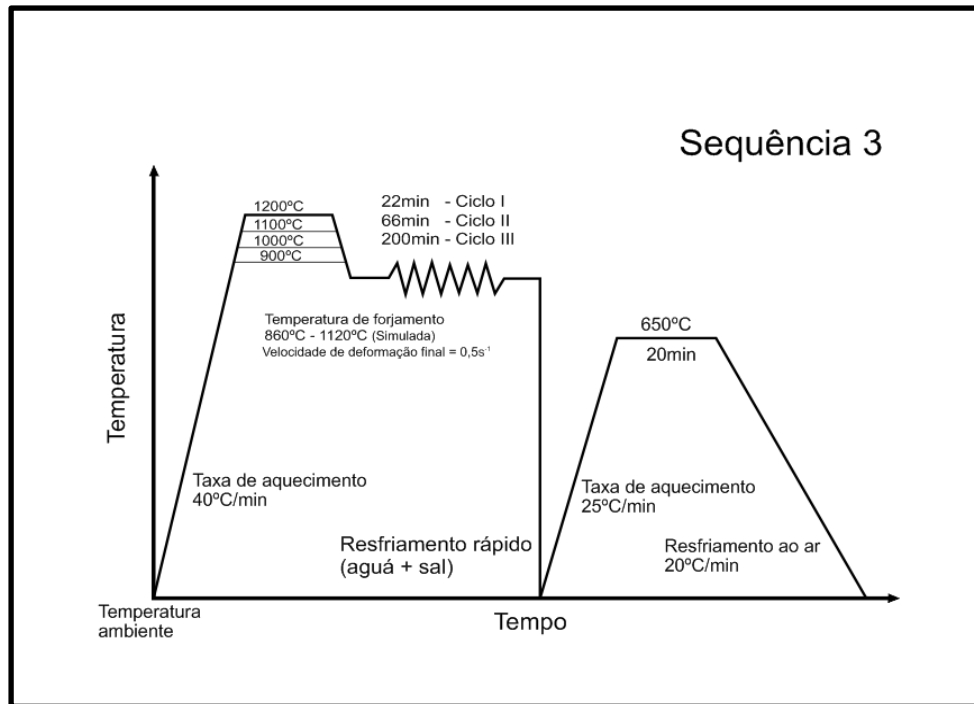 Sequência 3
1200ºC
1100ºC
1000ºC
900ºC
22min - Ciclo I
66min - Ciclo II
200min - Ciclo III
Temperatura de forjamento
860ºC - 1120ºC (Simulada)
Velocidade de deformação final = 0,5s⁻¹
650ºC
20min
Temperatura
Taxa de aquecimento
40ºC/min
Taxa de aquecimento
25ºC/min
Resfriamento rápido
(aguá + sal)
Resfriamento ao ar
20ºC/min
Temperatura
ambiente
Tempo